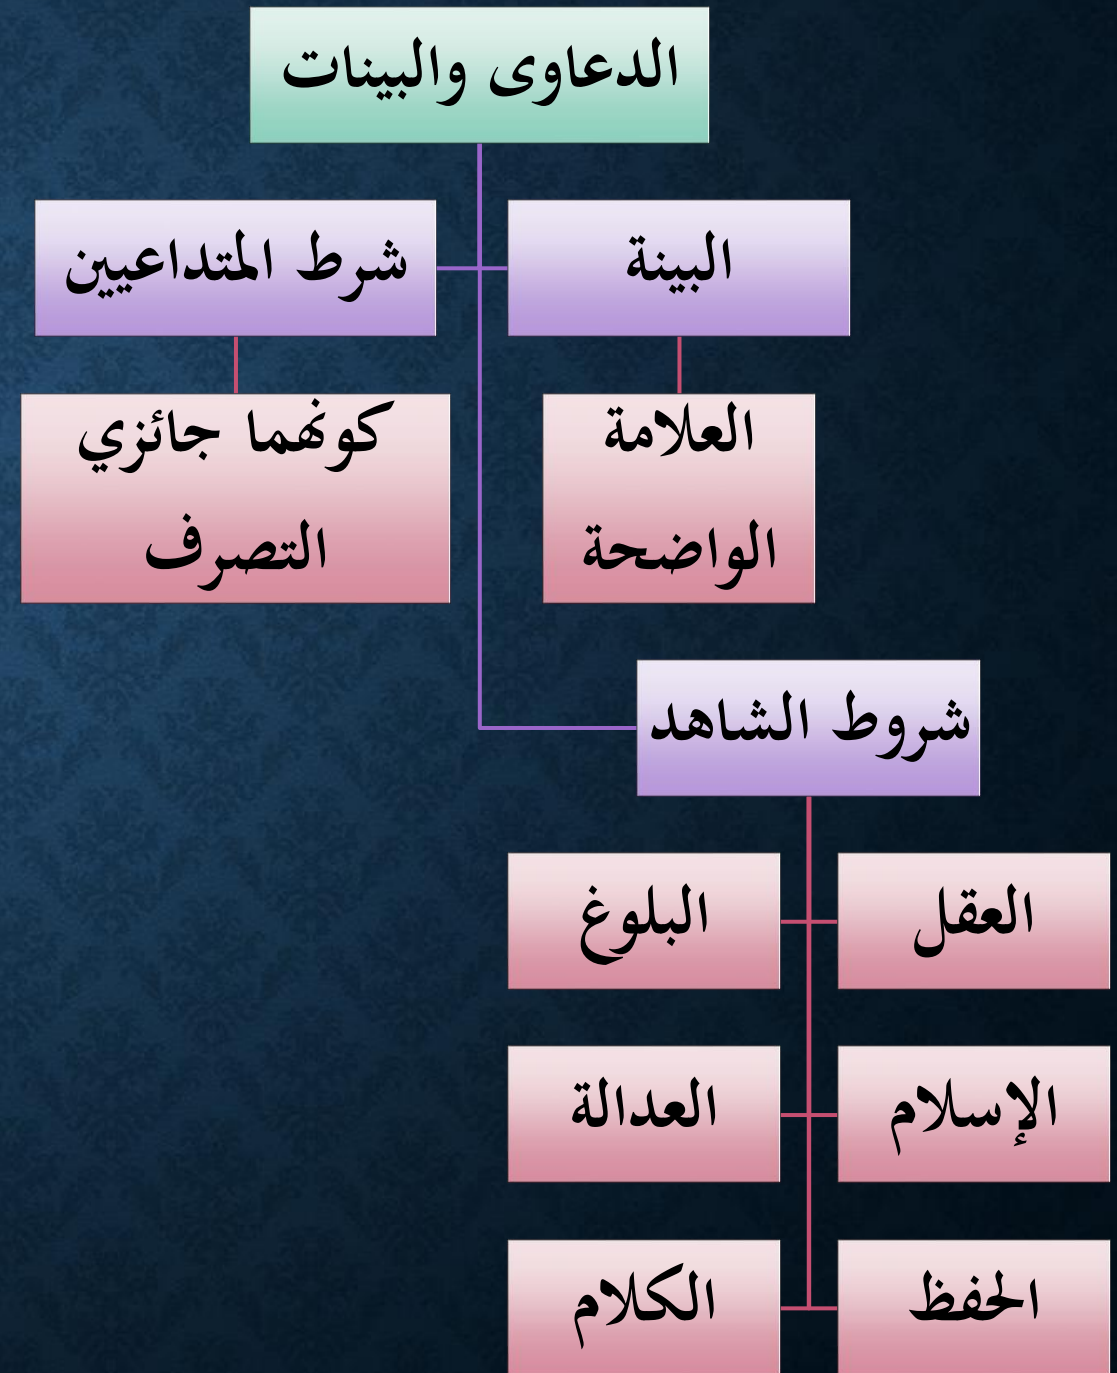 الدعاوى والبينات
البينة
شرط المتداعيين
العلامة
الواضحة
كونهما جائزي
التصرف
شروط الشاهد
العقل
البلوغ
الإسلام
العدالة
الحفظ
الكلام